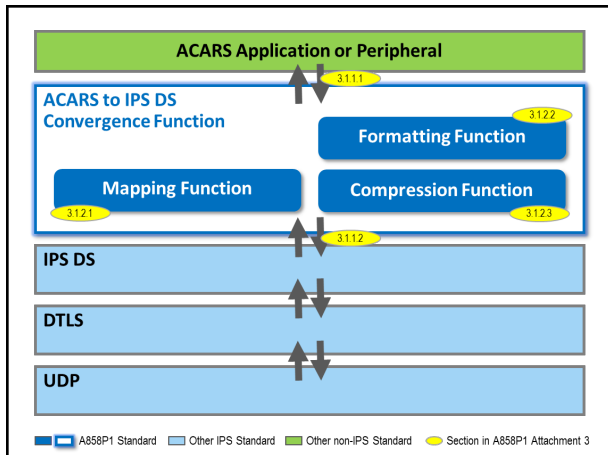 ACARS Application or Peripheral
3.1.1.1
ACARS to IPS DS
Convergence Function
3.1.2.2
Formatting Function
Mapping Function
Compression Function
3.1.2.1
3.1.2.3
3.1.1.2
IPS DS
DTLS
UDP
A858P1 Standard
Other IPS Standard
Other non-IPS Standard
Section in A858P1 Attachment 3